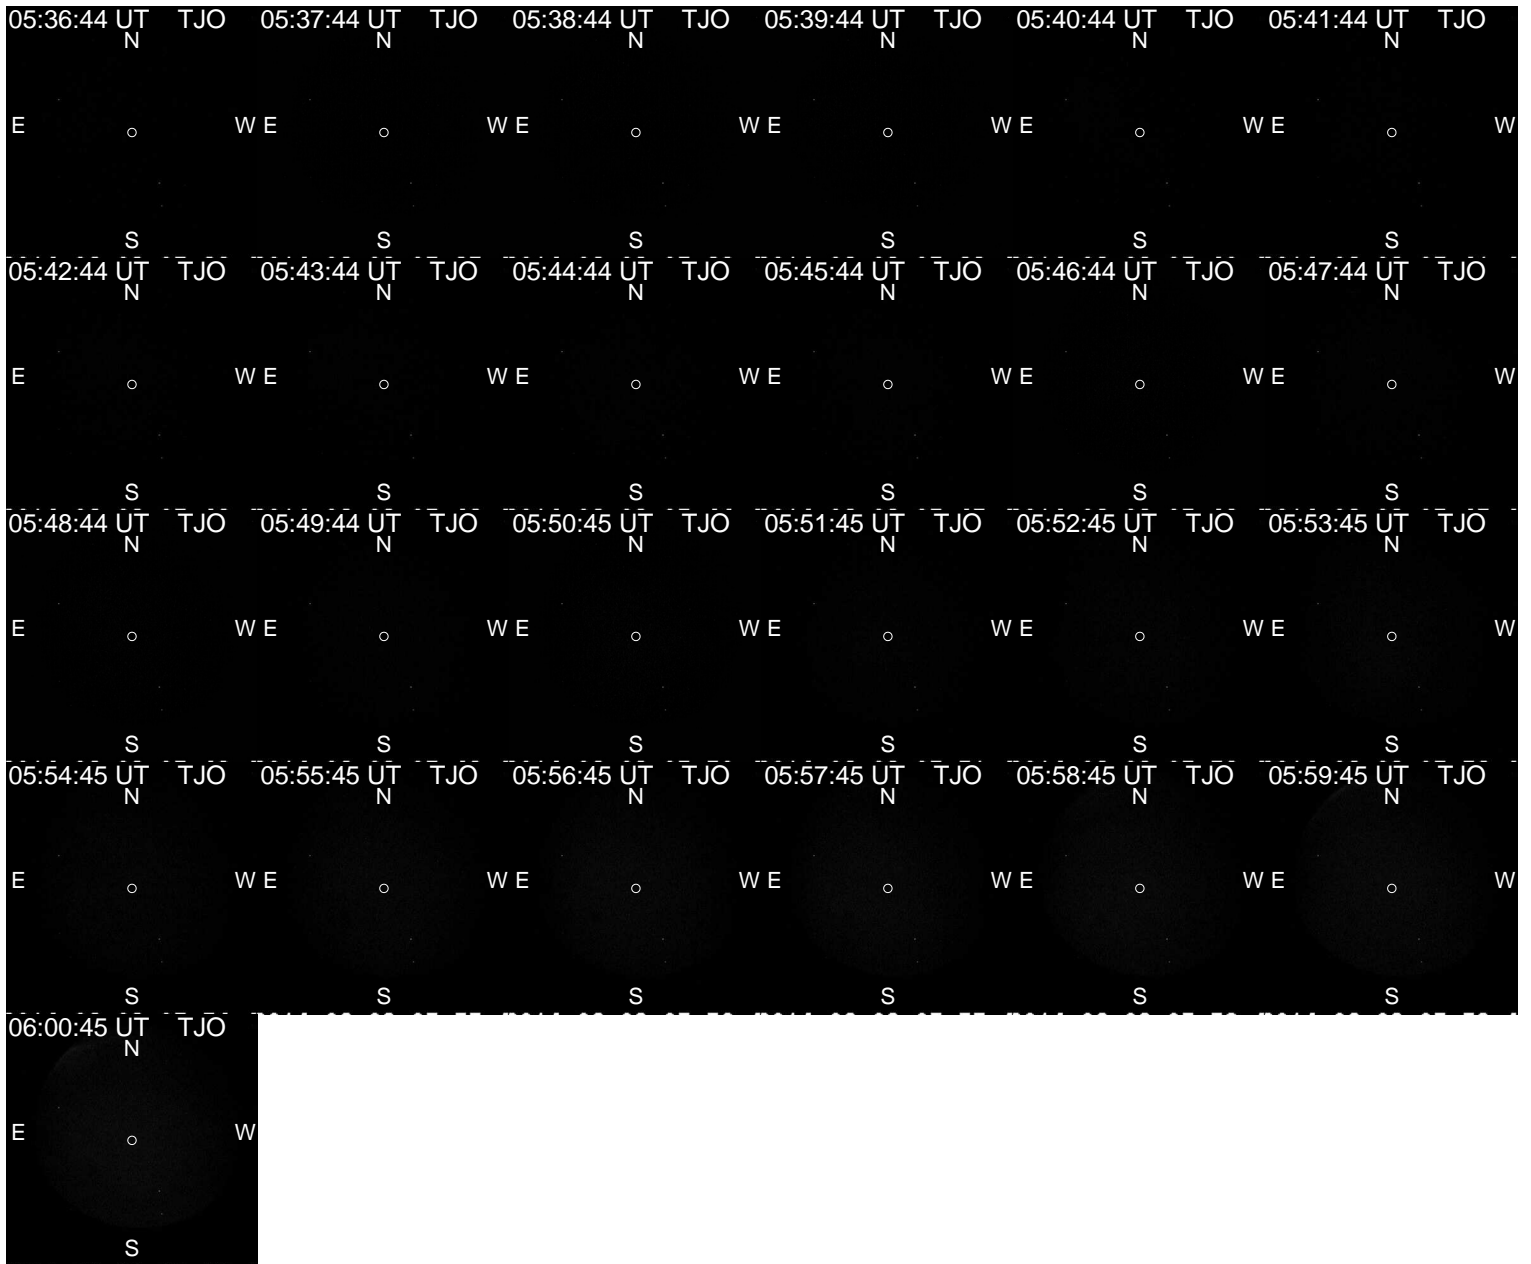 05:36:44 UT TJO 05:37:44 UT TJO 05:38:44 UT TJO 05:39:44 UT TJO 05:40:44 UT TJO 05:41:44 UT TJO
N N N N N N
E W E W E W E W E W E W
S S S S S S
05:42:44 UT TJO 05:43:44 UT TJO 05:44:44 UT TJO 05:45:44 UT TJO 05:46:44 UT TJO 05:47:44 UT TJO
N N N N N N
E W E W E W E W E W E W
S S S S S S
05:48:44 UT TJO 05:49:44 UT TJO 05:50:45 UT TJO 05:51:45 UT TJO 05:52:45 UT TJO 05:53:45 UT TJO
N N N N N N
E W E W E W E W E W E W
S S S S S S
05:54:45 UT TJO 05:55:45 UT TJO 05:56:45 UT TJO 05:57:45 UT TJO 05:58:45 UT TJO 05:59:45 UT TJO
N N N N N N
E W E W E W E W E W E W
S S S S S S
06:00:45 UT TJO
N
E W
S